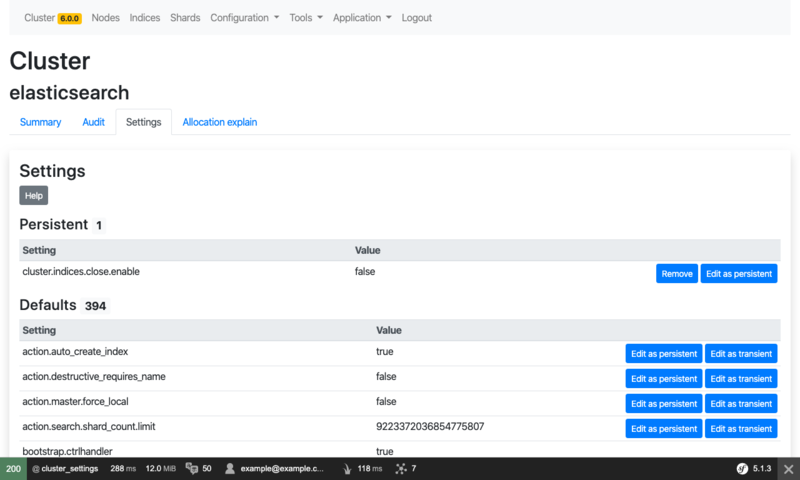 Cluster 6.0.0 Nodes Indices Shards Configuration Tools Application Logout
Cluster
elasticsearch
Summary Audit Settings Allocation explain
Settings
Help
Persistent 1
Setting Value
cluster.indices.close.enable false Remove Edit as persistent
Defaults 394
Setting Value
action.auto_create_index true Edit as persistent Edit as transient
action.destructive_requires_name false Edit as persistent Edit as transient
action.master.force_local false Edit as persistent Edit as transient
action.search.shard_count.limit 9223372036854775807 Edit as persistent Edit as transient
bootstrap.ctrlhandler true
200 @ cluster_settings 288 ms 12.0 MiB 50 example@example.c... 118 ms 7 sf 5.1.3